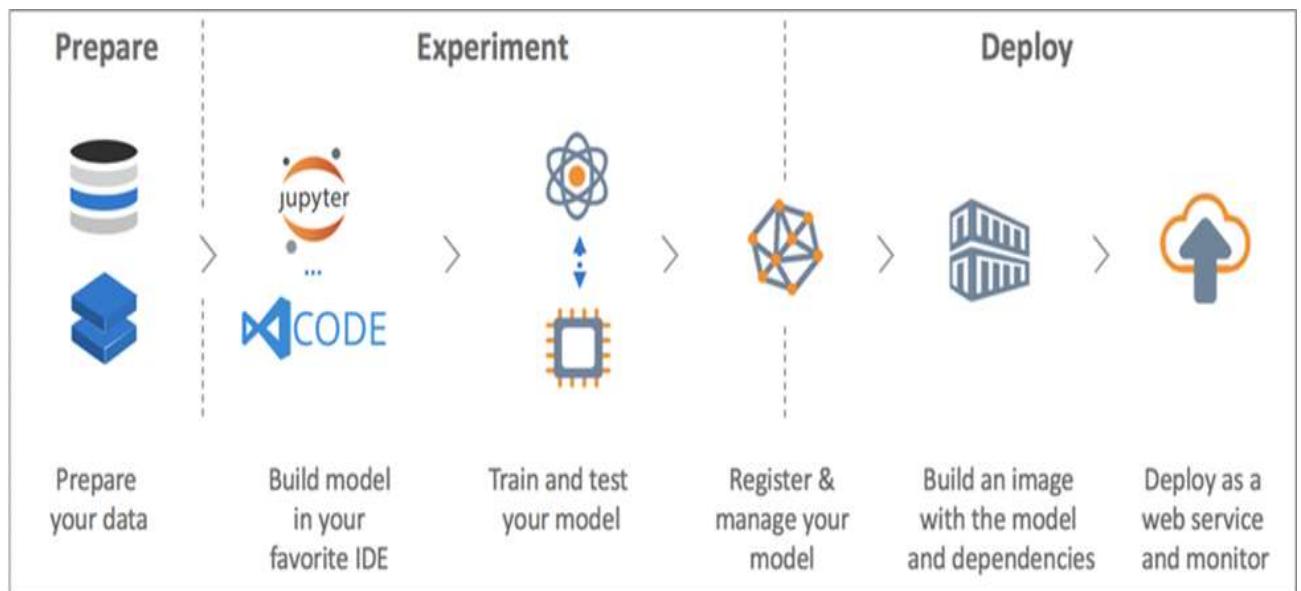 Prepare
Experiment
Deploy
jupyter
...
CODE
Prepare
your data
Build model
in your
favorite IDE
Train and test
your model
Register &
manage your
model
Build an image
with the model
and dependencies
Deploy as a
web service
and monitor